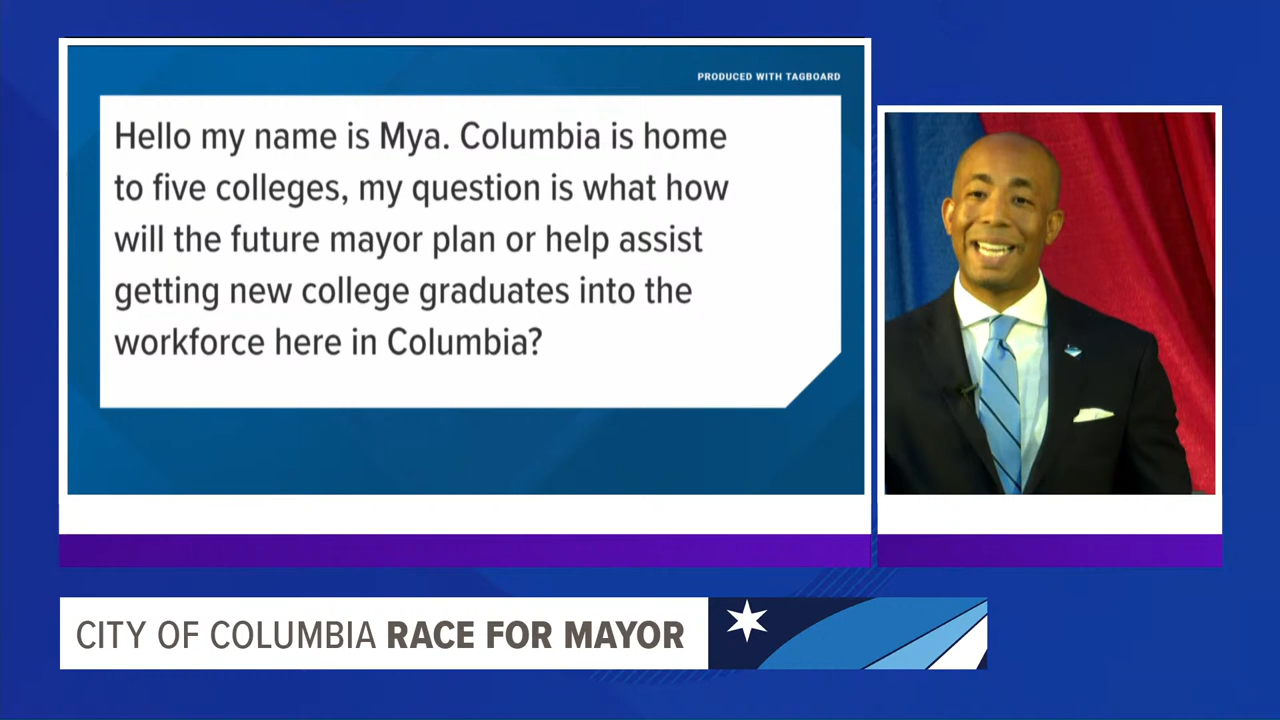 PRODUCED WITH TAGBOARD
Hello my name is Mya. Columbia is home
to five colleges, my question is what how
will the future mayor plan or help assist
getting new college graduates into the
workforce here in Columbia?
CITY OF COLUMBIA RACE FOR MAYOR